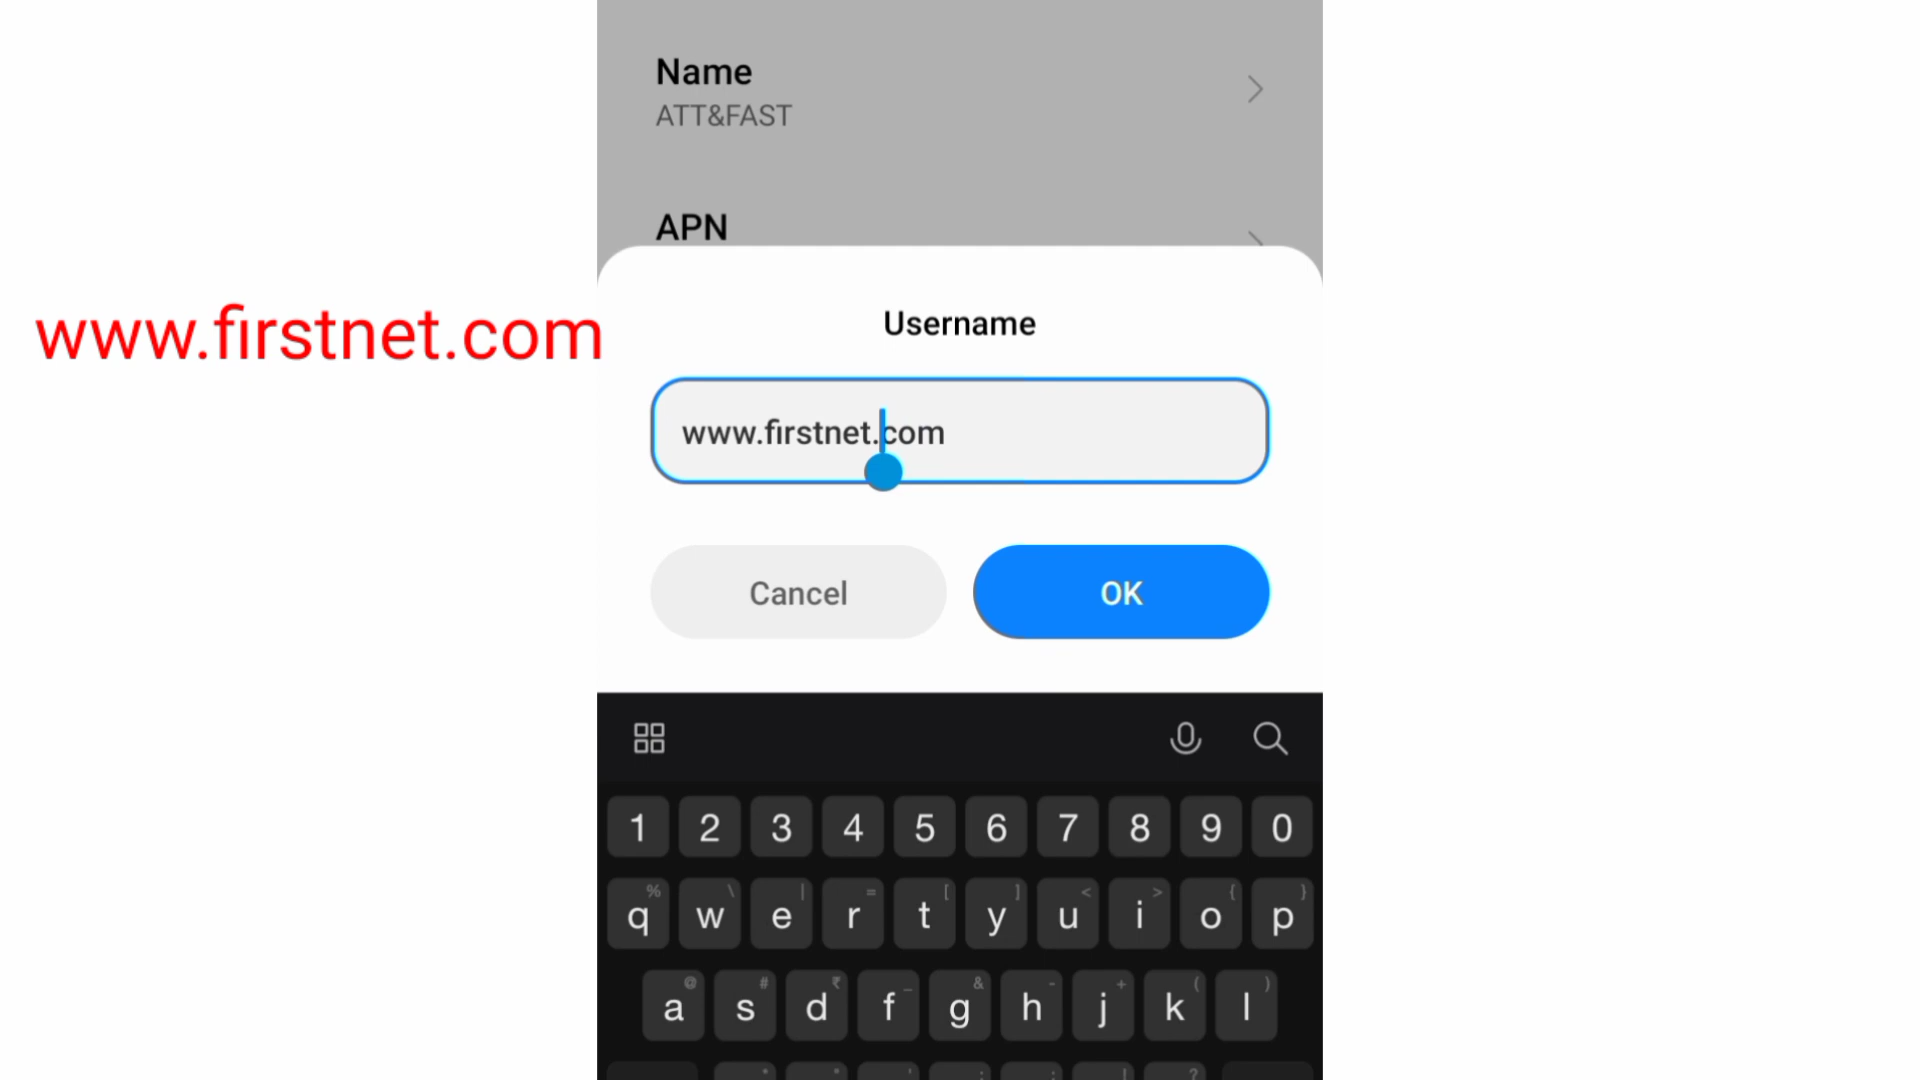 Name
ATT&FAST
APN
www.firstnet.com
Username
www.firstnet.com
Cancel
OK
1 2 3 4 5 6 7 8 9 0
% \ | = [ ] < > { }
q w e r t y u i o p
@ # ₹ _ & - + ( )
a s d f g h j k l
* " ' : ; ! ?